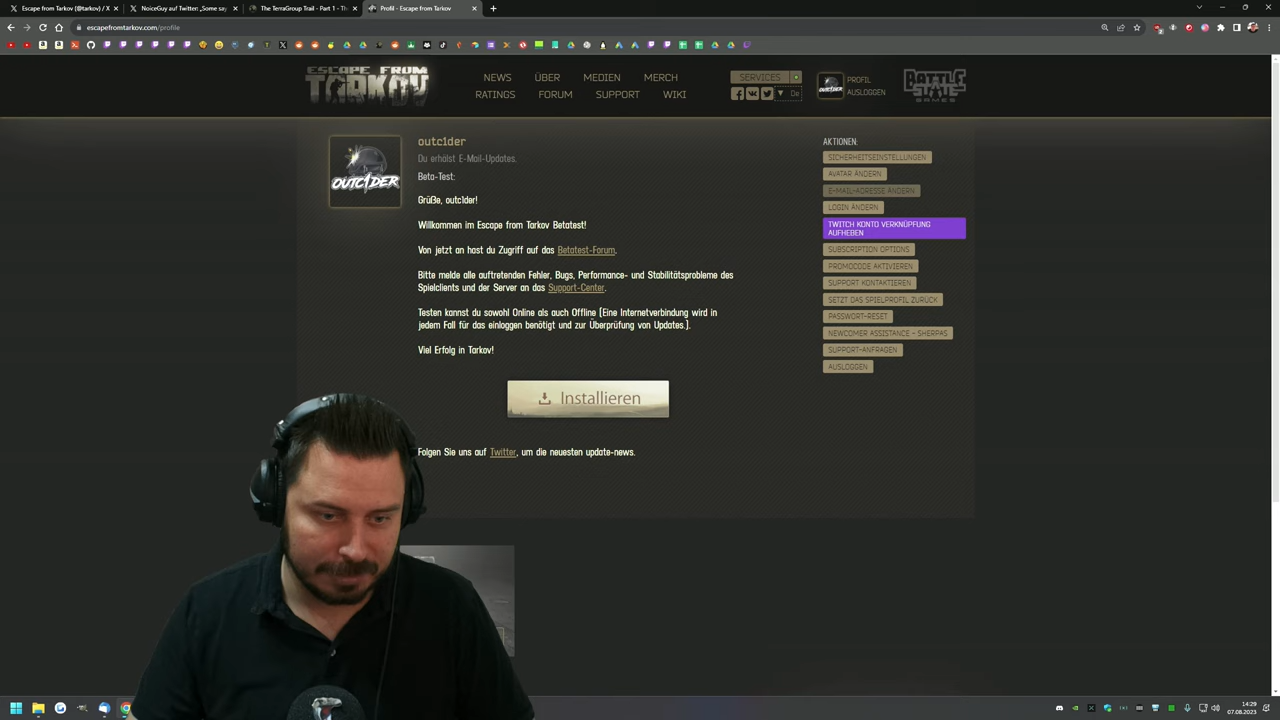 Escape from Tarkov (@tarkov) / X
NoiceGuy auf Twitter: „Some say
The TerraGroup Trail - Part 1 - Th
Profil - Escape from Tarkov
escapefromtarkov.com/profile
ESCAPE FROM
TARKOV
NEWS
ÜBER
MEDIEN
MERCH
RATINGS
FORUM
SUPPORT
WIKI
SERVICES
De
PROFIL
AUSLOGGEN
BATTLE
STATE
GAMES
OUTC1DER
outc1der
Du erhälst E-Mail-Updates.
Beta-Test:
Grüße, outc1der!
Willkommen im Escape from Tarkov Betatest!
Von jetzt an hast du Zugriff auf das Betatest-Forum.
Bitte melde alle auftretenden Fehler, Bugs, Performance- und Stabilitätsprobleme des
Spielclients und der Server an das Support-Center.
Testen kannst du sowohl Online als auch Offline (Eine Internetverbindung wird in
jedem Fall für das einloggen benötigt und zur Überprüfung von Updates.).
Viel Erfolg in Tarkov!
Installieren
Folgen Sie uns auf Twitter, um die neuesten update-news.
AKTIONEN:
SICHERHEITSEINSTELLUNGEN
AVATAR ÄNDERN
E-MAIL-ADRESSE ÄNDERN
LOGIN ÄNDERN
TWITCH KONTO VERKNÜPFUNG
AUFHEBEN
SUBSCRIPTION OPTIONS
PROMOCODE AKTIVIEREN
SUPPORT KONTAKTIEREN
SETZT DAS SPIELPROFIL ZURÜCK
PASSWORT-RESET
NEWCOMER ASSISTANCE - SHERPAS
SUPPORT-ANFRAGEN
AUSLOGGEN
14:29
07.08.2023